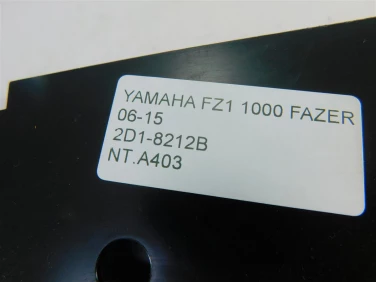 YAMAHA FZ1 1000 FAZER
06-15
2D1-8212B
NT.A403